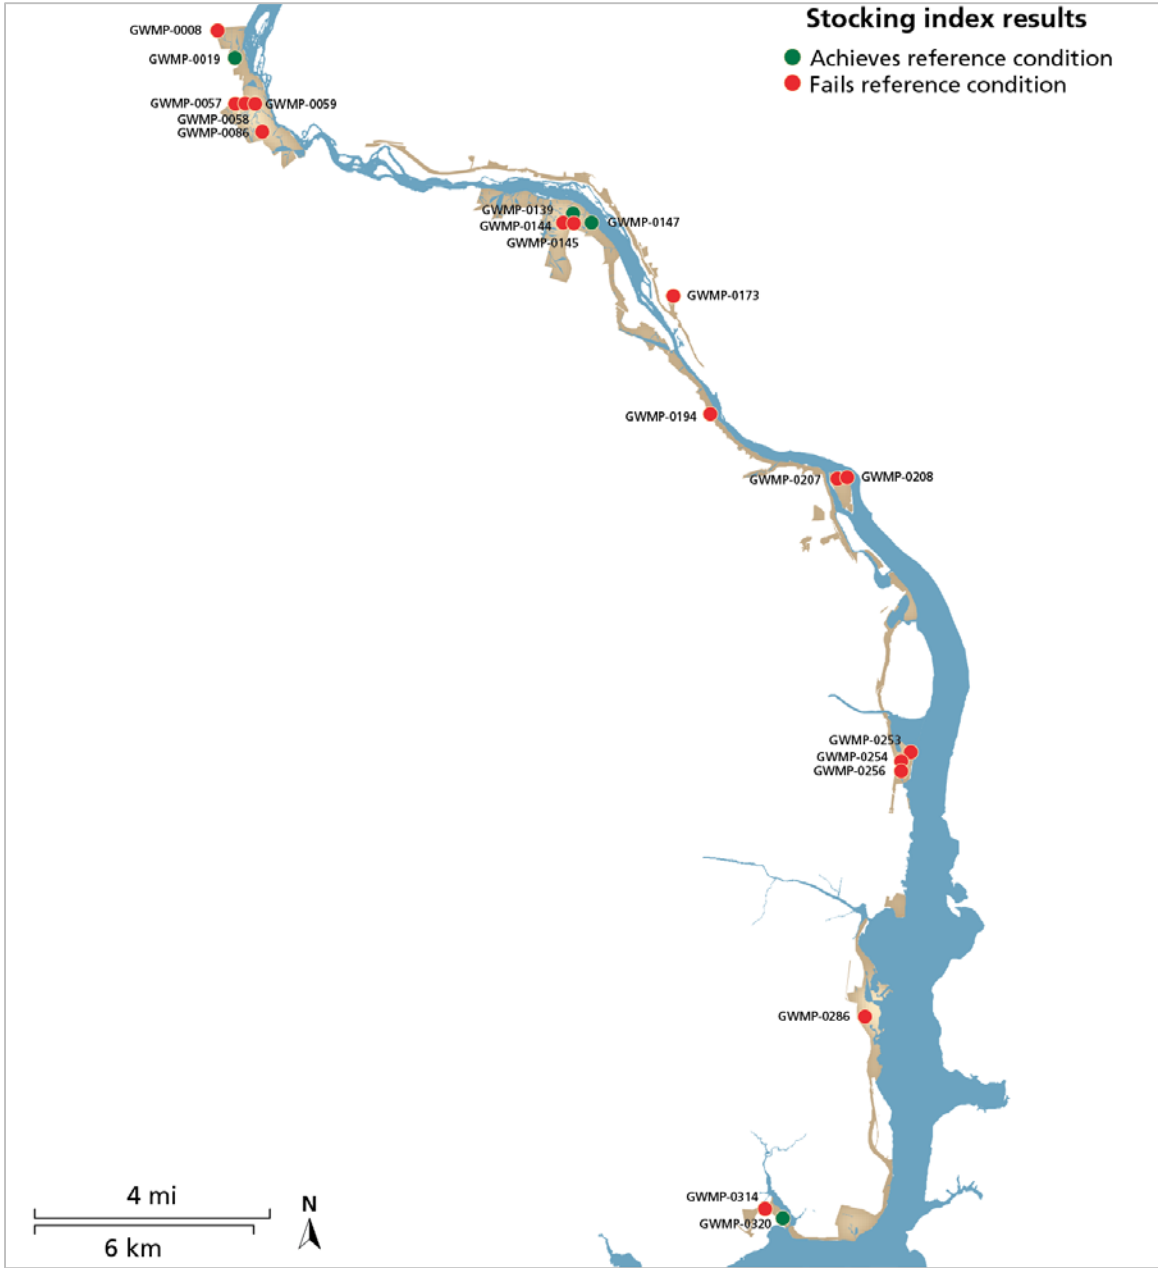 Stocking index results
Achieves reference condition
Fails reference condition
GWMP-0008
GWMP-0019
GWMP-0057
GWMP-0059
GWMP-0058
GWMP-0086
GWMP-0139
GWMP-0144
GWMP-0147
GWMP-0145
GWMP-0173
GWMP-0194
GWMP-0207
GWMP-0208
GWMP-0253
GWMP-0254
GWMP-0256
GWMP-0286
GWMP-0314
GWMP-0320
4 mi
6 km
N